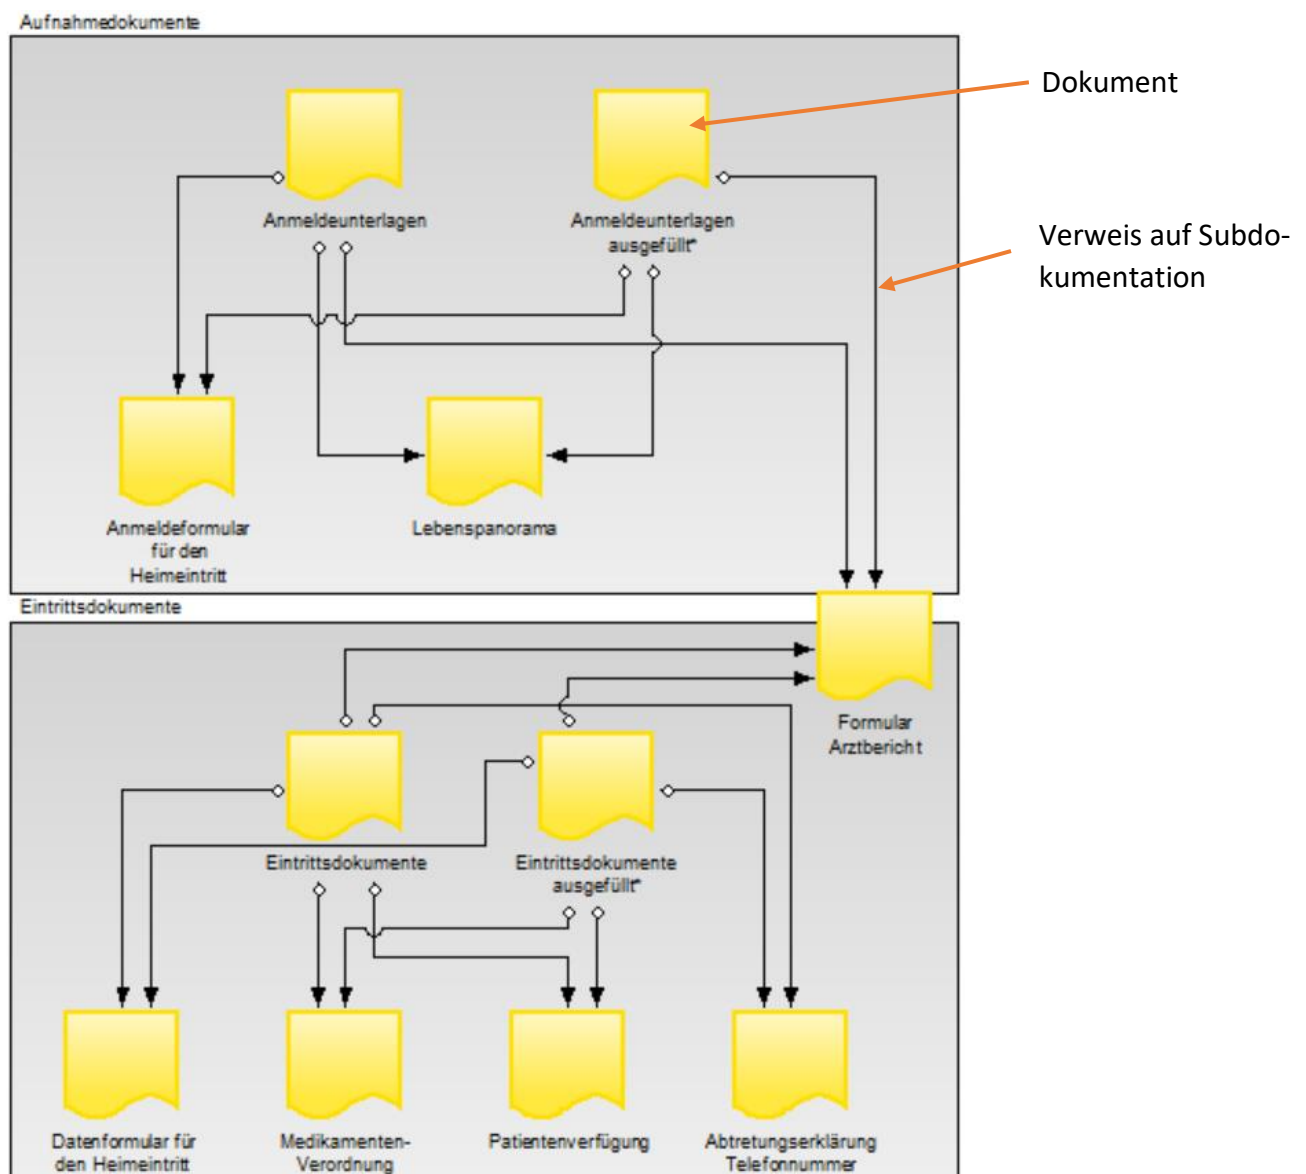 Aufnahmedokumente
Dokument
Anmeldeunterlagen
Anmeldeunterlagen
ausgefüllt*
Verweis auf Subdo-
kumentation
Anmeldeformular
für den
Heimeintritt
Lebenspanorama
Eintrittsdokumente
Formular
Arztbericht
Eintrittsdokumente
Eintrittsdokumente
ausgefüllt*
Datenformular für
den Heimeintritt
Medikamenten-
Verordnung
Patientenverfügung
Abtretungserklärung
Telefonnummer